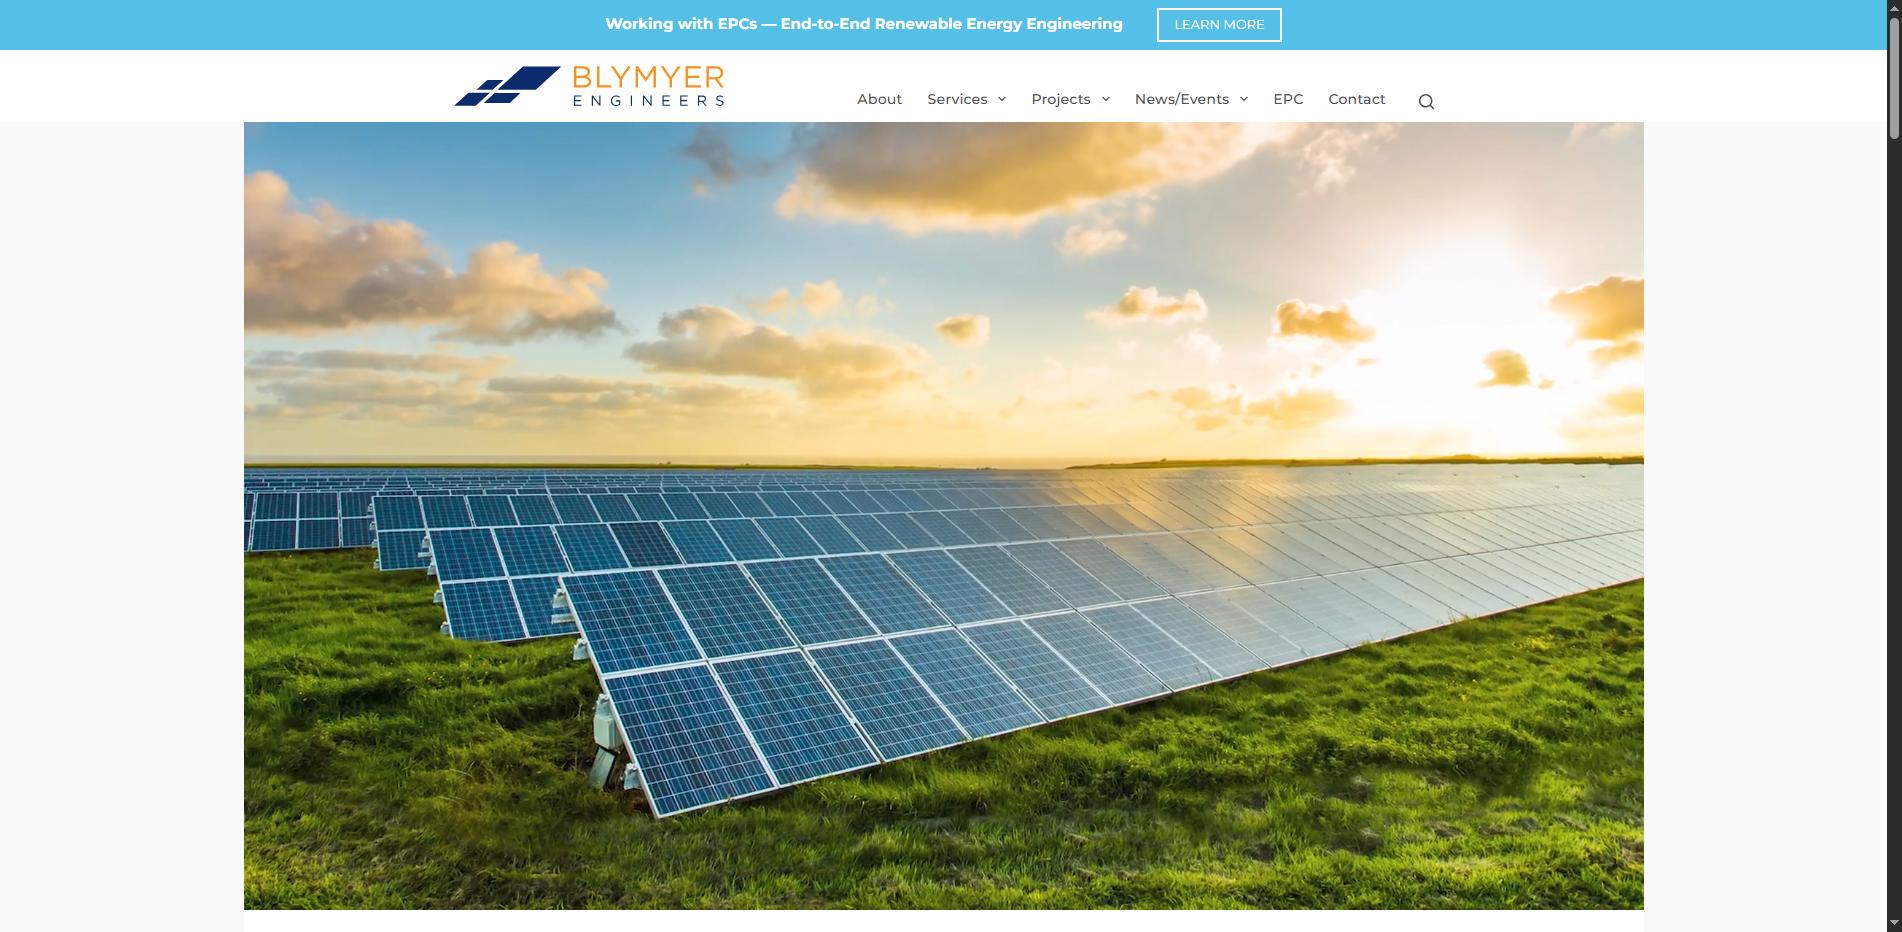 Working with EPCs — End-to-End Renewable Energy Engineering
LEARN MORE
BLYMYER
ENGINEERS
About Services Projects News/Events EPC Contact